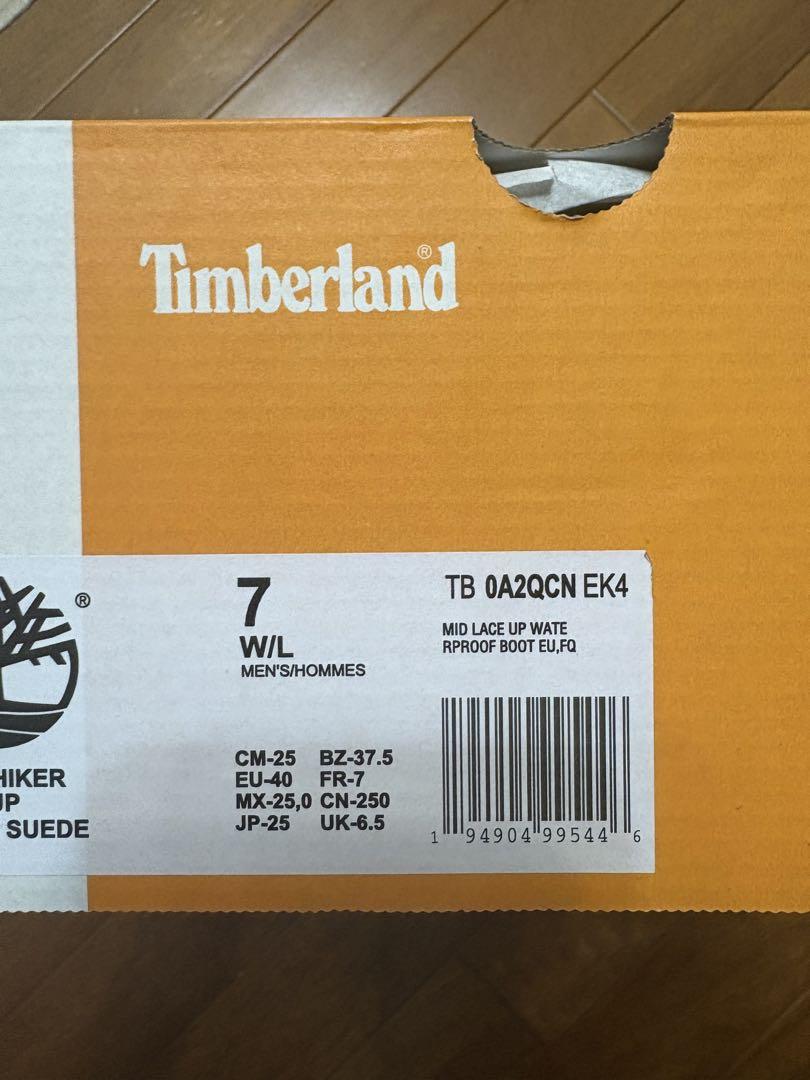 Timberland®
®
HIKER
UP
SUEDE
7
W/L
MEN'S/HOMMES
CM-25 BZ-37.5
EU-40 FR-7
MX-25,0 CN-250
JP-25 UK-6.5
TB 0A2QCN EK4
MID LACE UP WATE
RPROOF BOOT EU,FQ
1 94904 99544 6